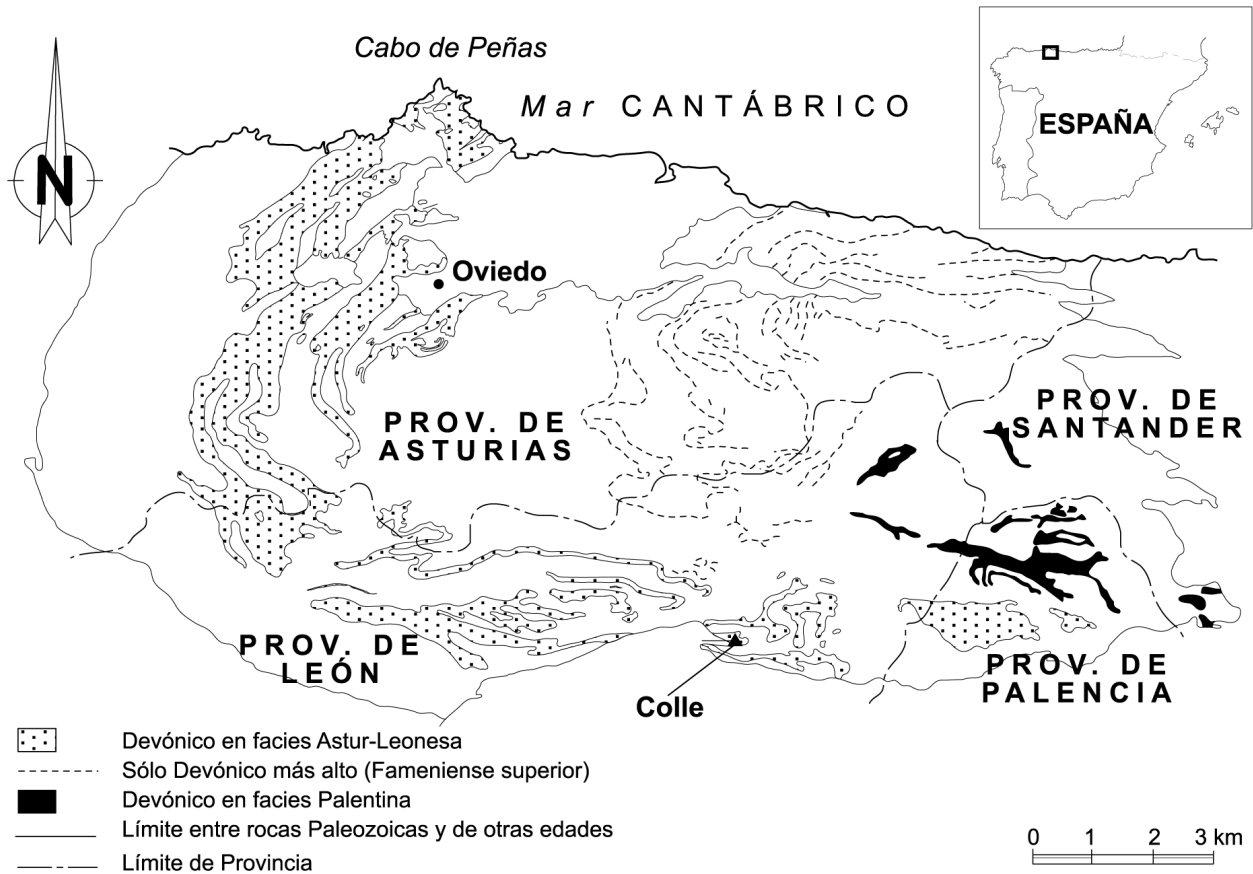 Cabo de Peñas
Mar CANTÁBRICO
ESPAÑA
N
Oviedo
PROV. DE
ASTURIAS
PROV. DE
SANTANDER
PROV. DE
LEÓN
Colle
PROV. DE
PALENCIA
Devónico en facies Astur-Leonesa
Sólo Devónico más alto (Fameniense superior)
Devónico en facies Palentina
Límite entre rocas Paleozoicas y de otras edades
Límite de Provincia
0 1 2 3 km